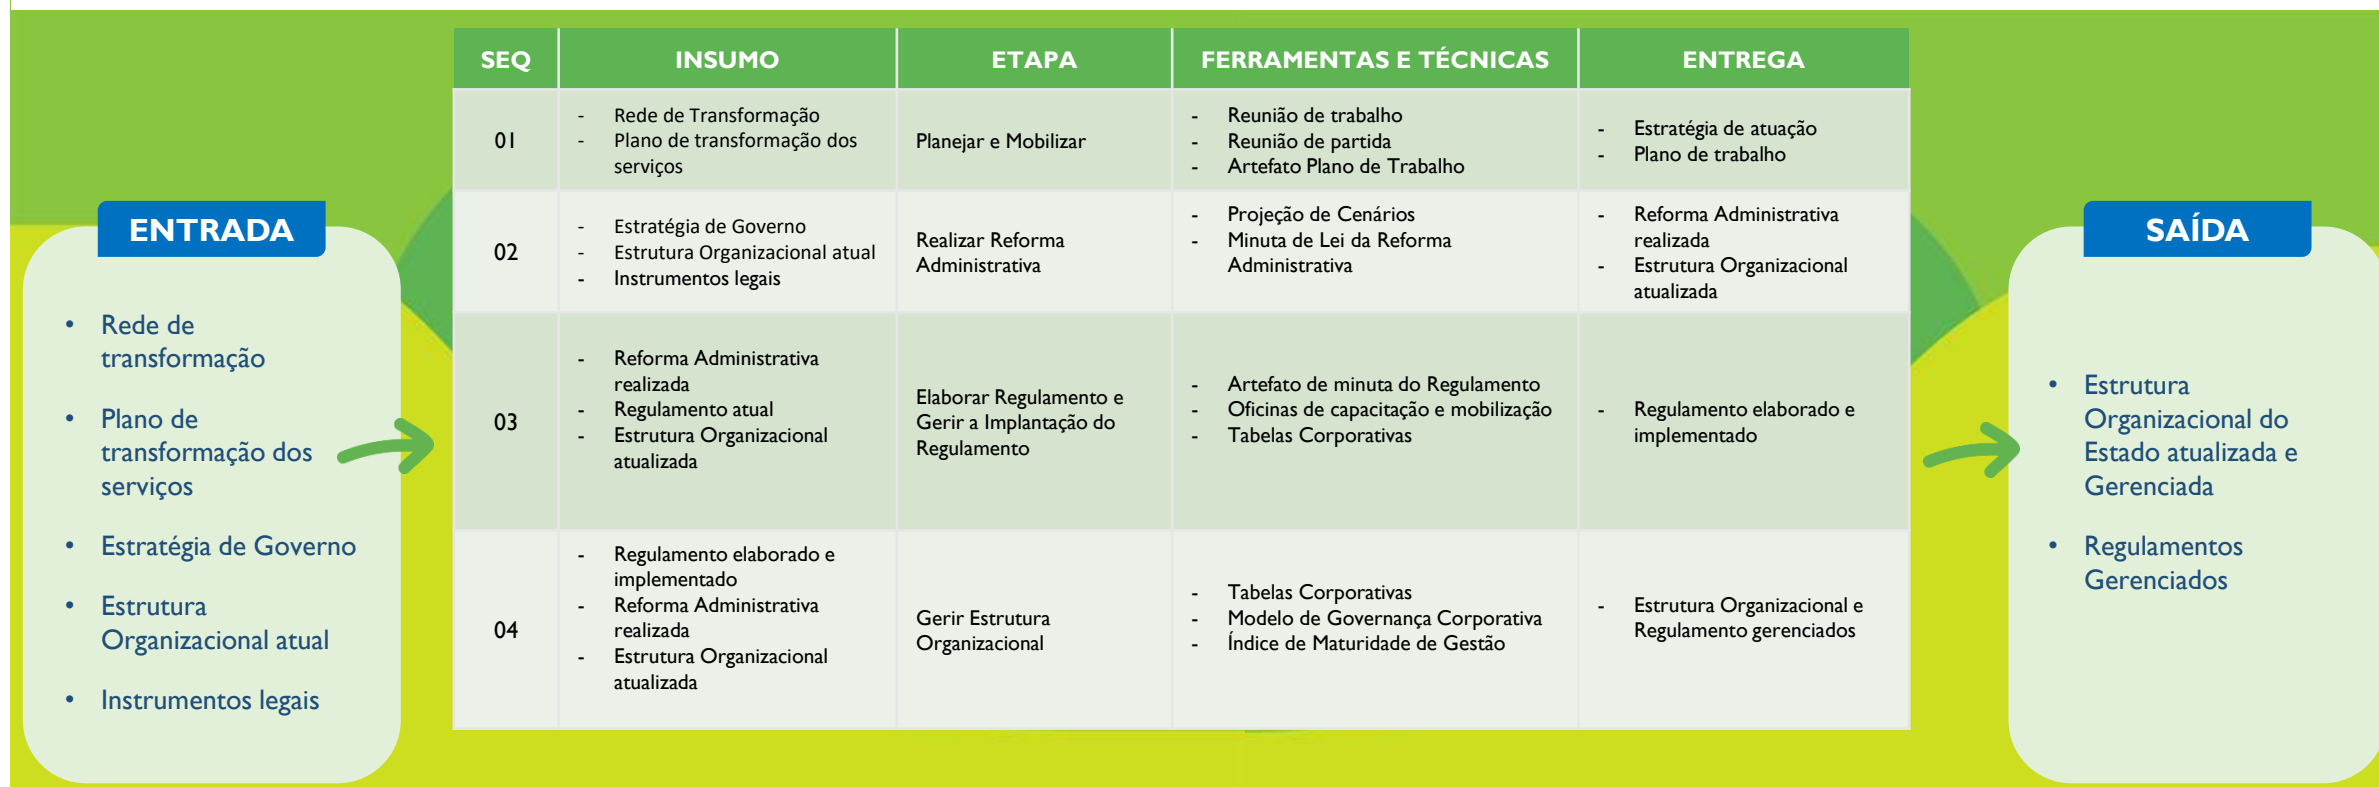 ENTRADA
• Rede de
transformação
• Plano de
transformação dos
serviços
• Estratégia de Governo
• Estrutura
Organizacional atual
• Instrumentos legais
SEQ INSUMO ETAPA FERRAMENTAS E TÉCNICAS ENTREGA
01
- Rede de Transformação
- Plano de transformação dos
serviços
Planejar e Mobilizar
- Reunião de trabalho
- Reunião de partida
- Artefato Plano de Trabalho
- Estratégia de atuação
- Plano de trabalho
02
- Estratégia de Governo
- Estrutura Organizacional atual
- Instrumentos legais
Realizar Reforma
Administrativa
- Projeção de Cenários
- Minuta de Lei da Reforma
Administrativa
- Reforma Administrativa
realizada
- Estrutura Organizacional
atualizada
03
- Reforma Administrativa
realizada
- Regulamento atual
- Estrutura Organizacional
atualizada
Elaborar Regulamento e
Gerir a Implantação do
Regulamento
- Artefato de minuta do Regulamento
- Oficinas de capacitação e mobilização
- Tabelas Corporativas
- Regulamento elaborado e
implementado
04
- Regulamento elaborado e
implementado
- Reforma Administrativa
realizada
- Estrutura Organizacional
atualizada
Gerir Estrutura
Organizacional
- Tabelas Corporativas
- Modelo de Governança Corporativa
- Índice de Maturidade de Gestão
- Estrutura Organizacional e
Regulamento gerenciados
SAÍDA
• Estrutura
Organizacional do
Estado atualizada e
Gerenciada
• Regulamentos
Gerenciados